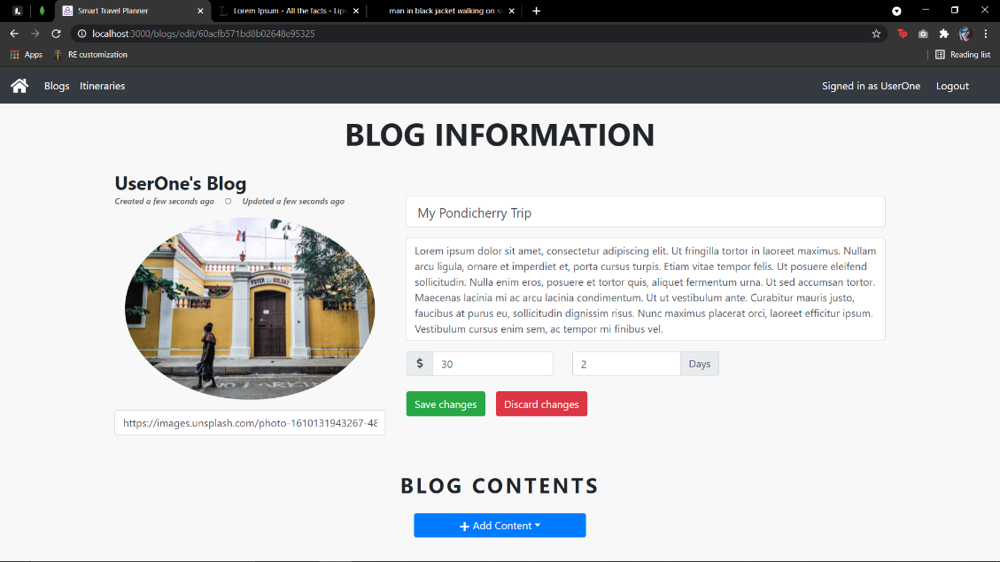 Smart Travel Planner
Lorem Ipsum - All the facts - Lips
man in black jacket walking on si
localhost:3000/blogs/edit/60acfb571bd8b02648e95325
Apps
RE customization
Reading list
Blogs
Itineraries
Signed in as UserOne
Logout
BLOG INFORMATION
UserOne's Blog
Created a few seconds ago
Updated a few seconds ago
FOYER DU SOLDAT
NO PARKING
https://images.unsplash.com/photo-1610131943267-48
My Pondicherry Trip
Lorem ipsum dolor sit amet, consectetur adipiscing elit. Ut fringilla tortor in laoreet maximus. Nullam
arcu ligula, ornare et imperdiet et, porta cursus turpis. Etiam vitae tempor felis. Ut posuere eleifend
sollicitudin. Nulla enim eros, posuere et tortor quis, aliquet fermentum urna. Ut sed accumsan tortor.
Maecenas lacinia mi ac arcu lacinia condimentum. Ut ut vestibulum ante. Curabitur mauris justo,
faucibus at purus eu, sollicitudin dignissim risus. Nunc maximus placerat orci, laoreet efficitur ipsum.
Vestibulum cursus enim sem, ac tempor mi finibus vel.
$ 30
2 Days
Save changes
Discard changes
BLOG CONTENTS
+ Add Content